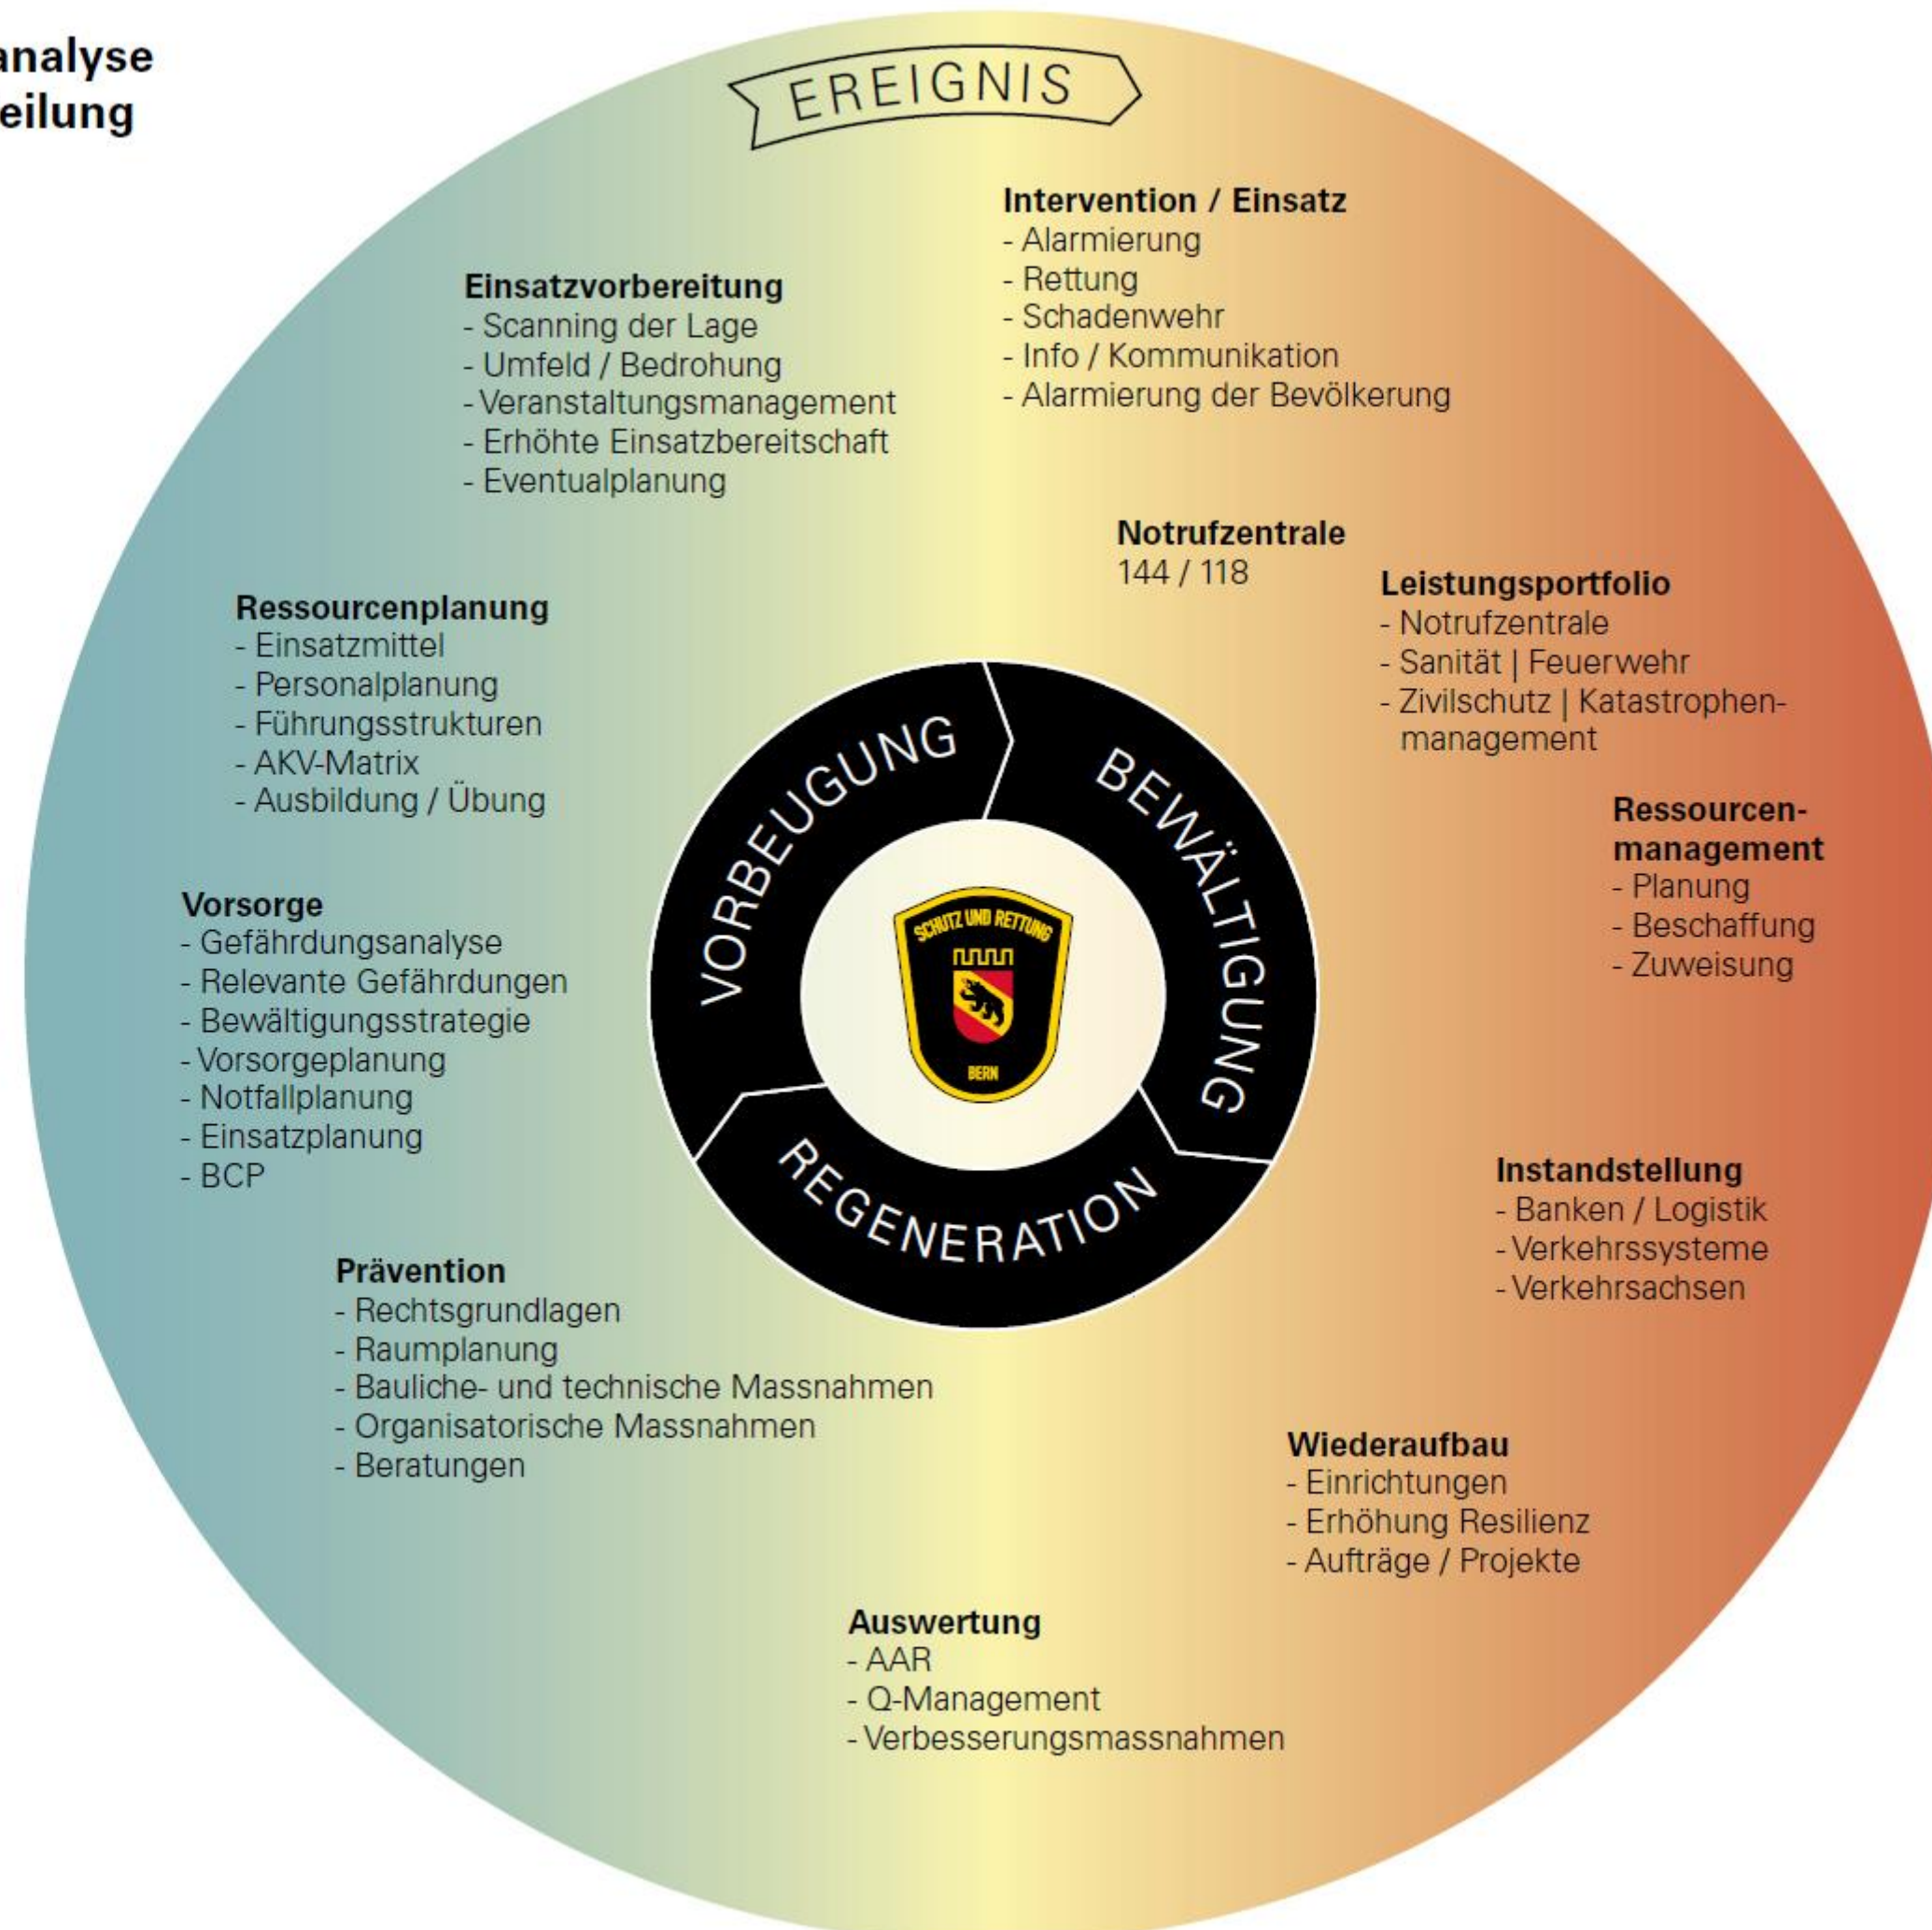 analyse
eilung
EREIGNIS
Intervention / Einsatz
- Alarmierung
- Rettung
- Schadenwehr
- Info / Kommunikation
- Alarmierung der Bevölkerung
Einsatzvorbereitung
- Scanning der Lage
- Umfeld / Bedrohung
- Veranstaltungsmanagement
- Erhöhte Einsatzbereitschaft
- Eventualplanung
Notrufzentrale
144 / 118
Leistungsportfolio
- Notrufzentrale
- Sanität | Feuerwehr
- Zivilschutz | Katastrophen-
management
Ressourcenplanung
- Einsatzmittel
- Personalplanung
- Führungsstrukturen
- AKV-Matrix
- Ausbildung / Übung
Ressourcen-
management
- Planung
- Beschaffung
- Zuweisung
VORBEUGUNG
BEWÄLTIGUNG
REGENERATION
SCHUTZ UND RETTUNG
BERN
Vorsorge
- Gefährdungsanalyse
- Relevante Gefährdungen
- Bewältigungsstrategie
- Vorsorgeplanung
- Notfallplanung
- Einsatzplanung
- BCP
Instandstellung
- Banken / Logistik
- Verkehrssysteme
- Verkehrsachsen
Prävention
- Rechtsgrundlagen
- Raumplanung
- Bauliche- und technische Massnahmen
- Organisatorische Massnahmen
- Beratungen
Wiederaufbau
- Einrichtungen
- Erhöhung Resilienz
- Aufträge / Projekte
Auswertung
- AAR
- Q-Management
- Verbesserungsmassnahmen